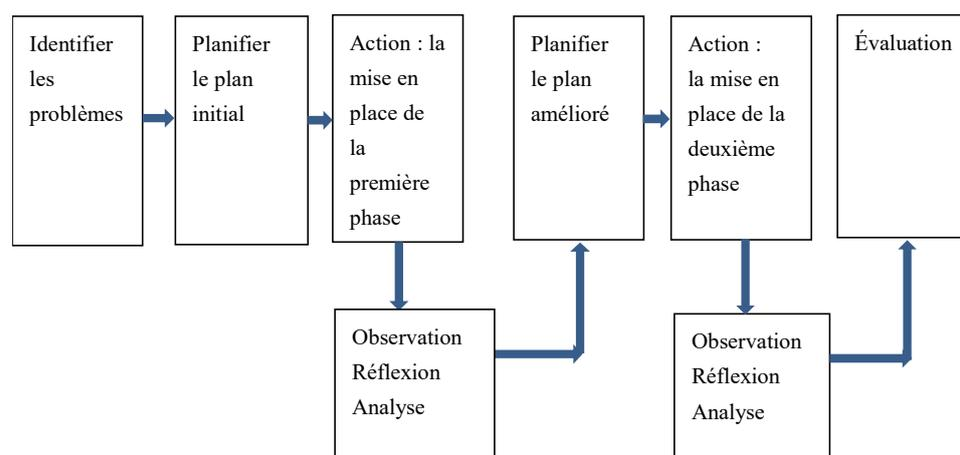 Identifier
les
problèmes
Planifier
le plan
initial
Action : la
mise en
place de
la
première
phase
Observation
Réflexion
Analyse
Planifier
le plan
amélioré
Action :
la mise en
place de la
deuxième
phase
Observation
Réflexion
Analyse
Évaluation